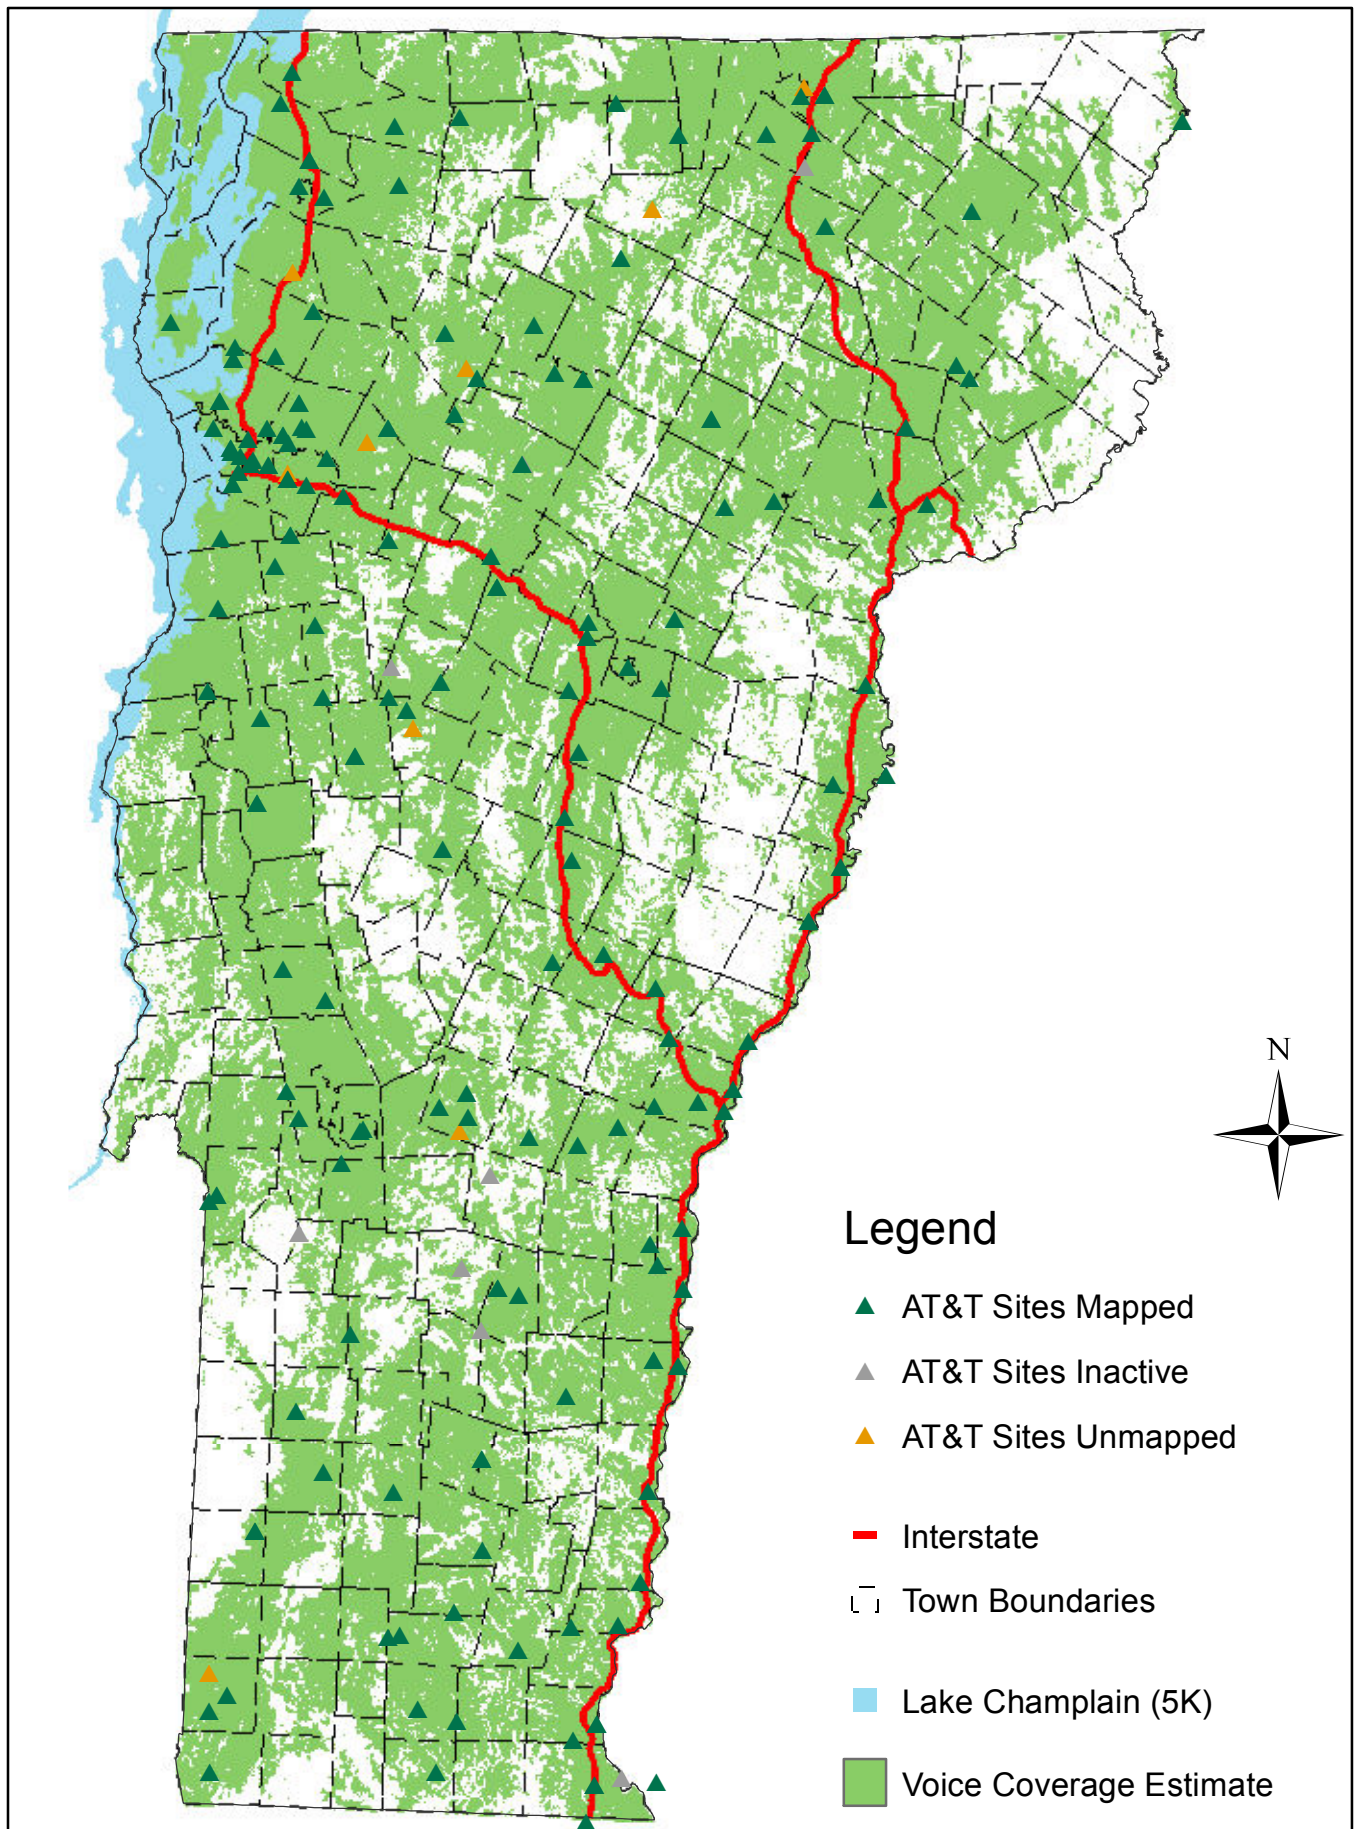 N
Legend
AT&T Sites Mapped
AT&T Sites Inactive
AT&T Sites Unmapped
Interstate
Town Boundaries
Lake Champlain (5K)
Voice Coverage Estimate